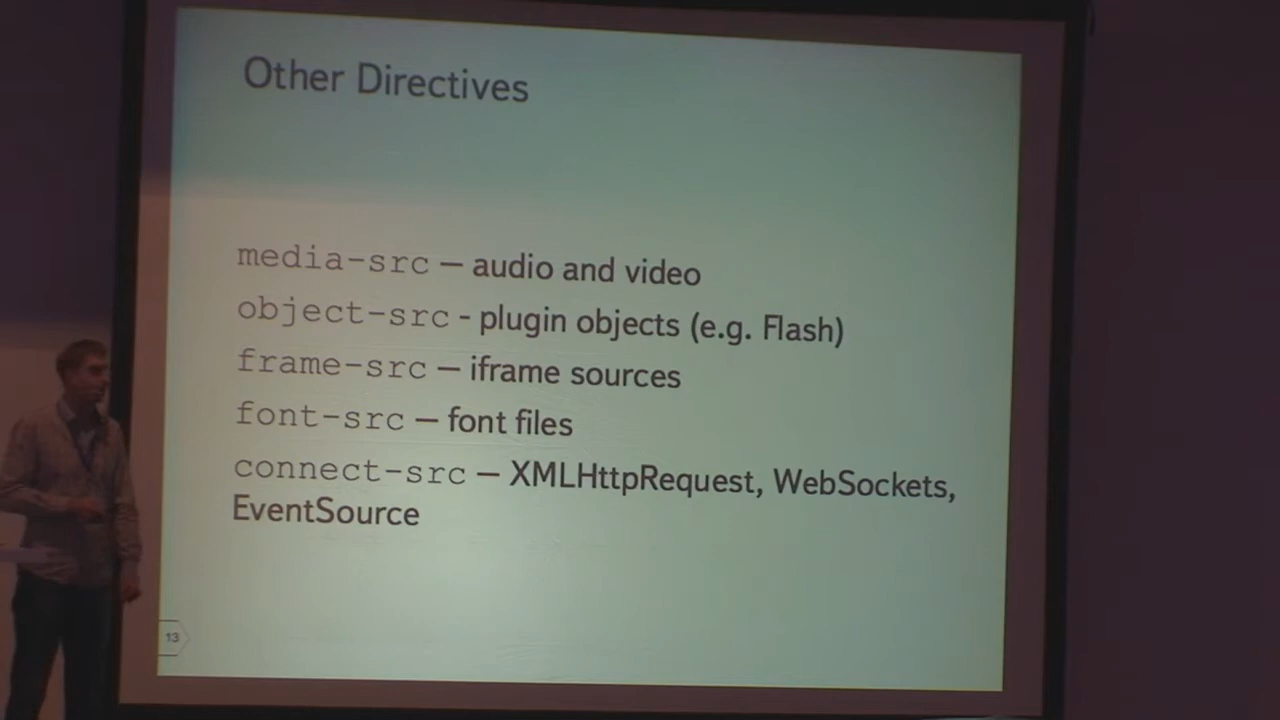 Other Directives
media-src – audio and video
object-src - plugin objects (e.g. Flash)
frame-src – iframe sources
font-src – font files
connect-src – XMLHttpRequest, WebSockets,
EventSource
13